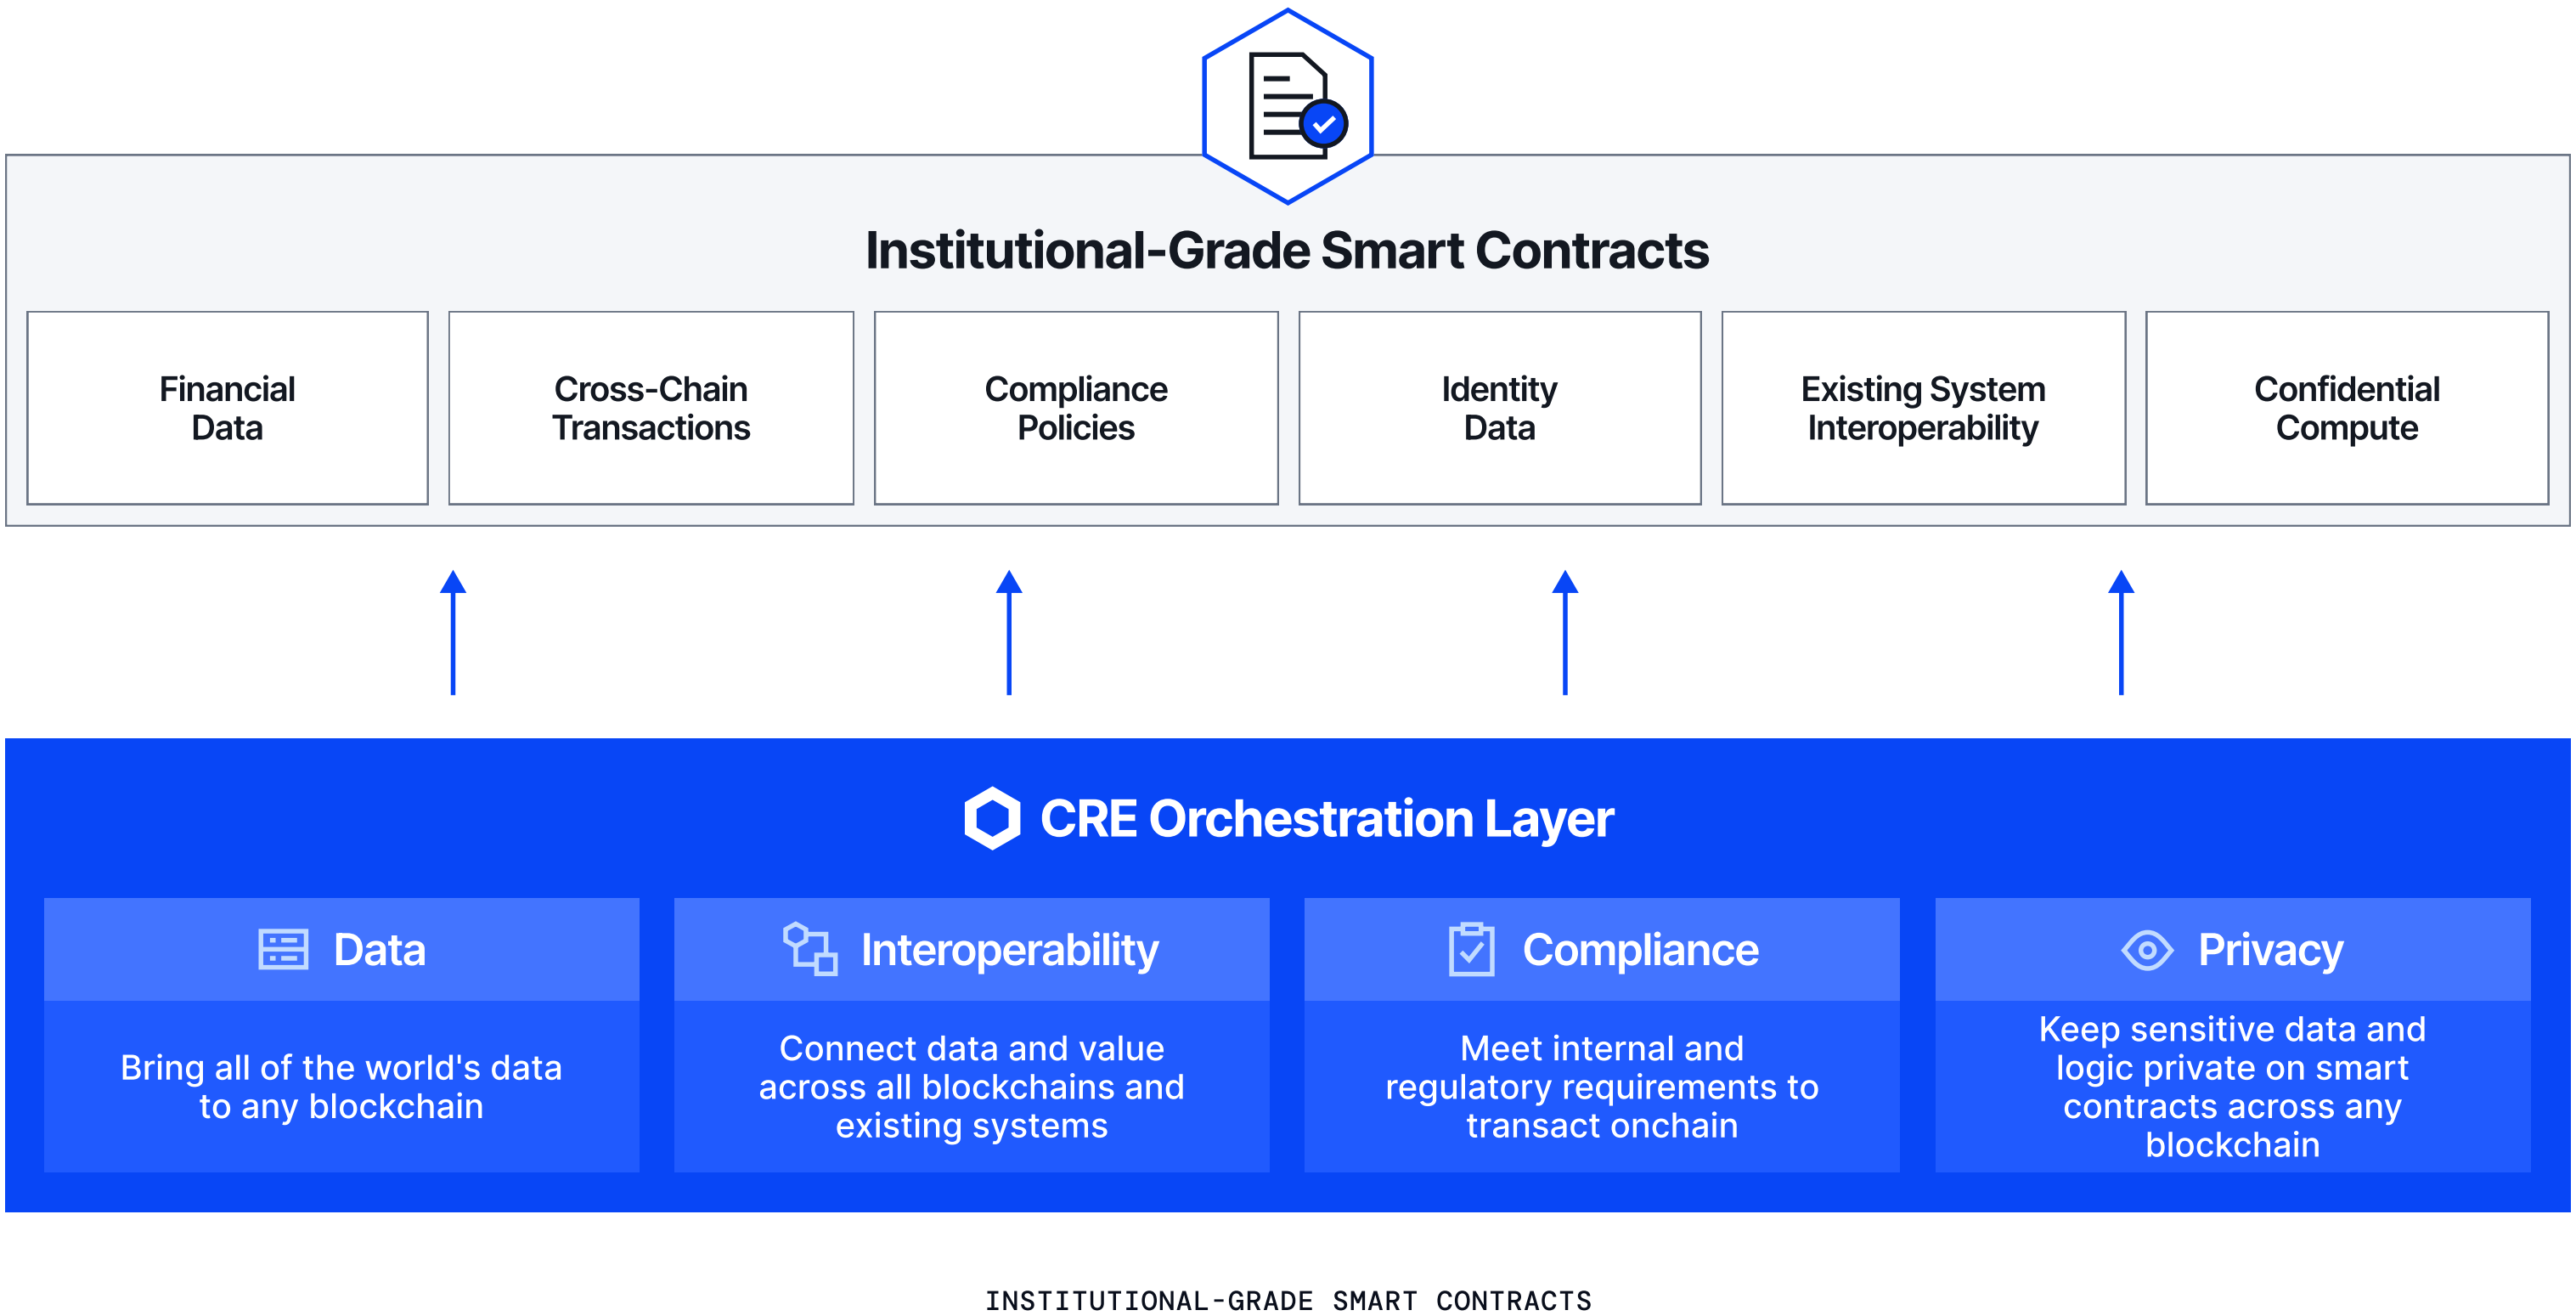 Institutional-Grade Smart Contracts
Financial
Data
Cross-Chain
Transactions
Compliance
Policies
Identity
Data
Existing System
Interoperability
Confidential
Compute
CRE Orchestration Layer
Data
Bring all of the world's data
to any blockchain
Interoperability
Connect data and value
across all blockchains and
existing systems
Compliance
Meet internal and
regulatory requirements to
transact onchain
Privacy
Keep sensitive data and
logic private on smart
contracts across any
blockchain
INSTITUTIONAL-GRADE SMART CONTRACTS